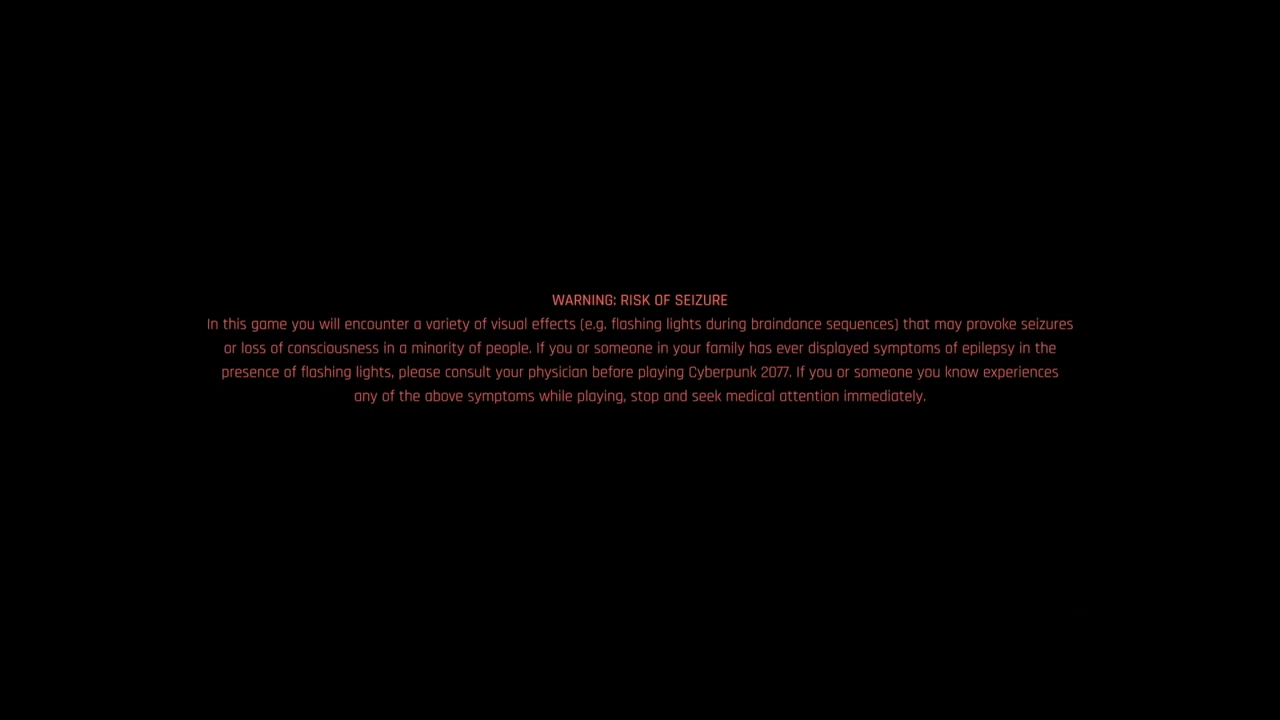 WARNING: RISK OF SEIZURE
In this game you will encounter a variety of visual effects (e.g. flashing lights during braindance sequences) that may provoke seizures
or loss of consciousness in a minority of people. If you or someone in your family has ever displayed symptoms of epilepsy in the
presence of flashing lights, please consult your physician before playing Cyberpunk 2077. If you or someone you know experiences
any of the above symptoms while playing, stop and seek medical attention immediately.